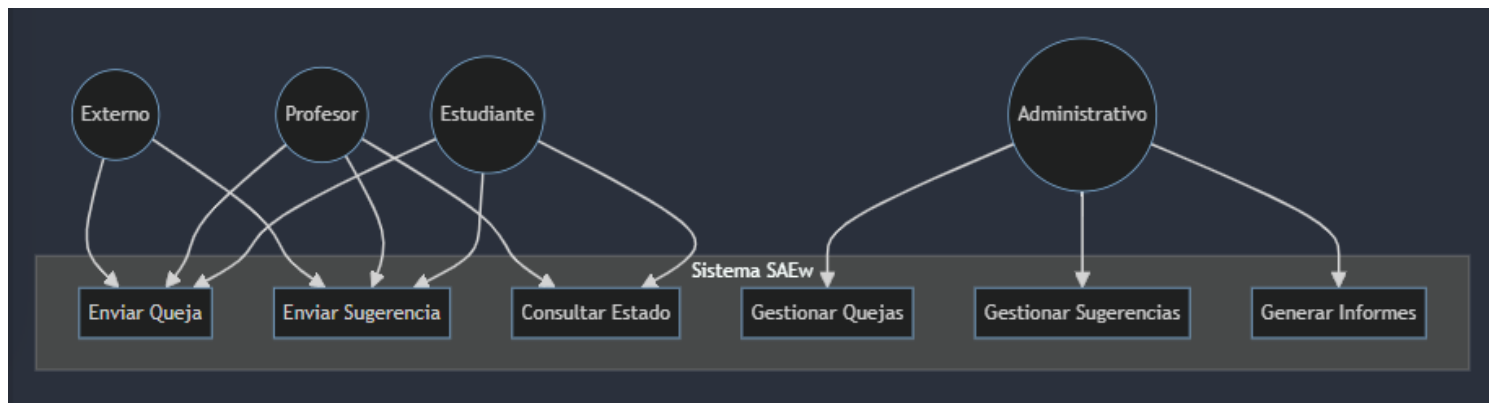 Externo
Profesor
Estudiante
Administrativo
Sistema SAEw
Enviar Queja
Enviar Sugerencia
Consultar Estado
Gestionar Quejas
Gestionar Sugerencias
Generar Informes